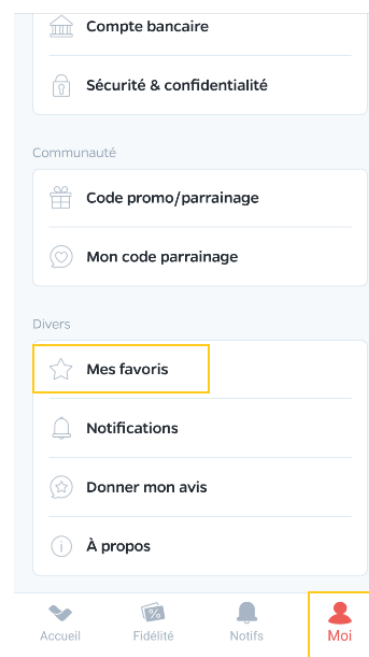 Compte bancaire
Sécurité & confidentialité
Communauté
Code promo/parrainage
Mon code parrainage
Divers
Mes favoris
Notifications
Donner mon avis
À propos
Accueil Fidélité Notifs Moi